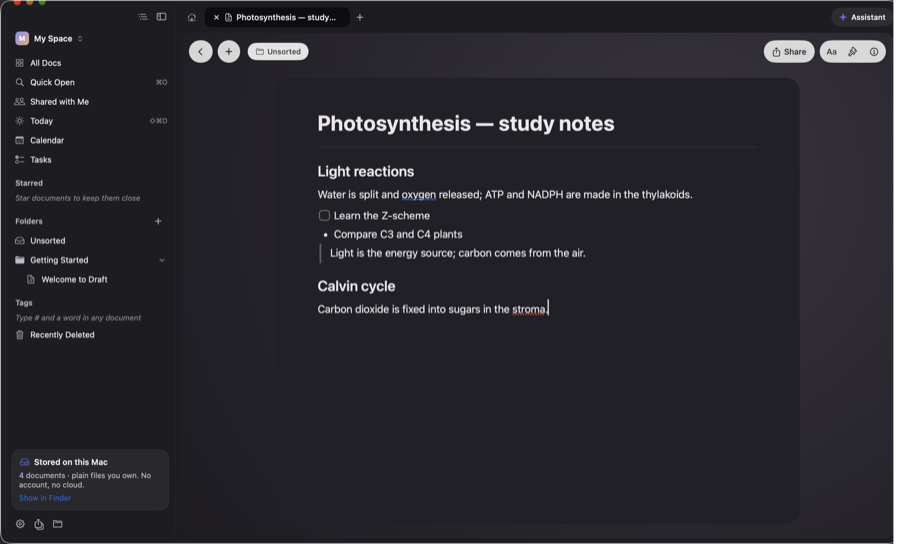 Photosynthesis — study...
Assistant
M My Space
All Docs
Quick Open ⌘O
Shared with Me
Today ⇧⌘D
Calendar
Tasks
Starred
Star documents to keep them close
Folders
Unsorted
Getting Started
Welcome to Draft
Tags
Type # and a word in any document
Recently Deleted
Stored on this Mac
4 documents · plain files you own. No
account, no cloud.
Show in Finder
Unsorted
Share
Aa
Photosynthesis — study notes
Light reactions
Water is split and oxygen released; ATP and NADPH are made in the thylakoids.
Learn the Z-scheme
• Compare C3 and C4 plants
Light is the energy source; carbon comes from the air.
Calvin cycle
Carbon dioxide is fixed into sugars in the stroma.